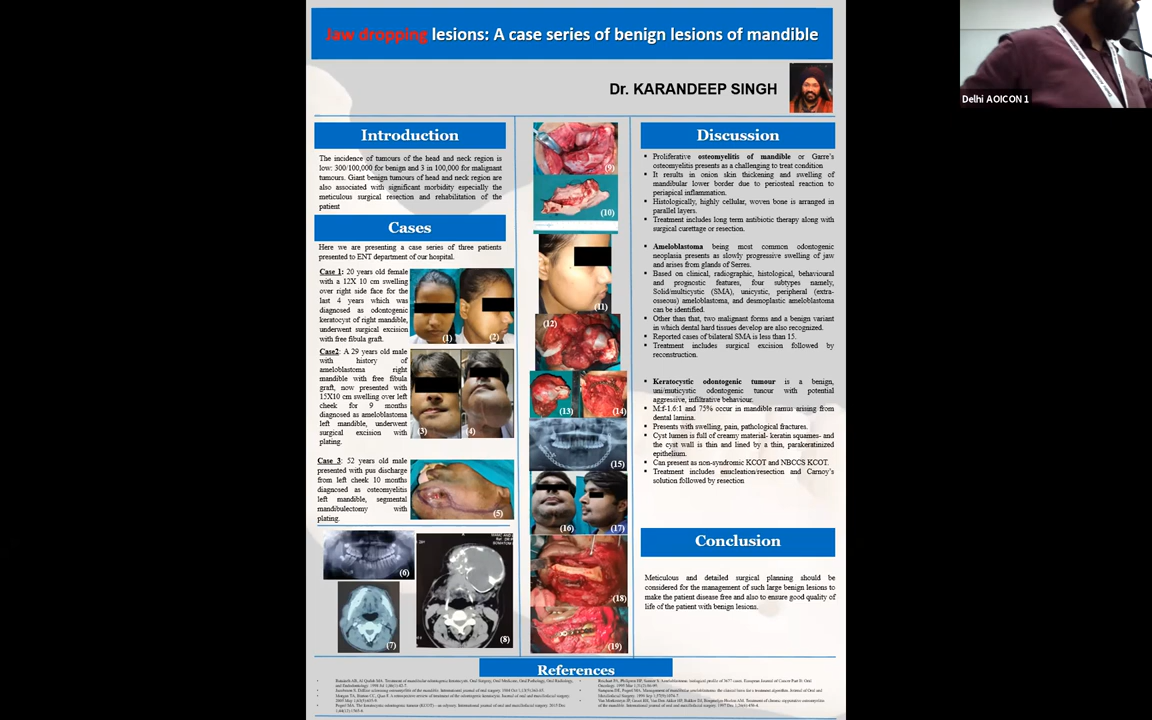 Jaw dropping lesions: A case series of benign lesions of mandible
Dr. KARANDEEP SINGH
Delhi AOICON 1
Introduction
The incidence of tumours of the head and neck region is
low: 300/100,000 for benign and 3 in 100,000 for malignant
tumours. Giant benign tumours of head and neck region are
also associated with significant morbidity especially the
meticulous surgical resection and rehabilitation of the
patient
Cases
Here we are presenting a case series of three patients
presented to ENT department of our hospital.
Case 1: 20 years old female
with a 12X 10 cm swelling
over right side face for the
last 4 years which was
diagnosed as odontogenic
keratocyst of right mandible,
underwent surgical excision
with free fibula graft.
(1)
(2)
Case2: A 29 years old male
with history of
ameloblastoma right
mandible with free fibula
graft, now presented with
15X10 cm swelling over left
cheek for 9 months
diagnosed as ameloblastoma
left mandible, underwent
surgical excision with
plating.
(3)
(4)
Case 3: 52 years old male
presented with pus discharge
from left cheek 10 months
diagnosed as osteomyelitis
left mandible, segmental
mandibulectomy with
plating.
(5)
(6)
(7)
(8)
(9)
(10)
(11)
(12)
(13)
(14)
(15)
(16)
(17)
(18)
(19)
Discussion
Proliferative osteomyelitis of mandible or Garre's
osteomyelitis presents as a challenging to treat condition
It results in onion skin thickening and swelling of
mandibular lower border due to periosteal reaction to
periapical inflammation.
Histologically, highly cellular, woven bone is arranged in
parallel layers.
Treatment includes long term antibiotic therapy along with
surgical curettage or resection.
Ameloblastoma being most common odontogenic
neoplasia presents as slowly progressive swelling of jaw
and arises from glands of Serres.
Based on clinical, radiographic, histological, behavioural
and prognostic features, four subtypes namely,
Solid/multicystic (SMA), unicystic, peripheral (extra-
osseous) ameloblastoma, and desmoplastic ameloblastoma
can be identified.
Other than that, two malignant forms and a benign variant
in which dental hard tissues develop are also recognized.
Reported cases of bilateral SMA is less than 15.
Treatment includes surgical excision followed by
reconstruction.
Keratocystic odontogenic tumour is a benign,
uni/muticystic odontogenic tumour with potential
aggressive, infiltrative behaviour.
M:f-1.6:1 and 75% occur in mandible ramus arising from
dental lamina.
Presents with swelling, pain, pathological fractures.
Cyst lumen is full of creamy material- keratin squames- and
the cyst wall is thin and lined by a thin, parakeratinized
epithelium.
Can present as non-syndromic KCOT and NBCCS KCOT.
Treatment includes enucleation/resection and Carnoy's
solution followed by resection
Conclusion
Meticulous and detailed surgical planning should be
considered for the management of such large benign lesions to
make the patient disease free and also to ensure good quality of
life of the patient with benign lesions.
References